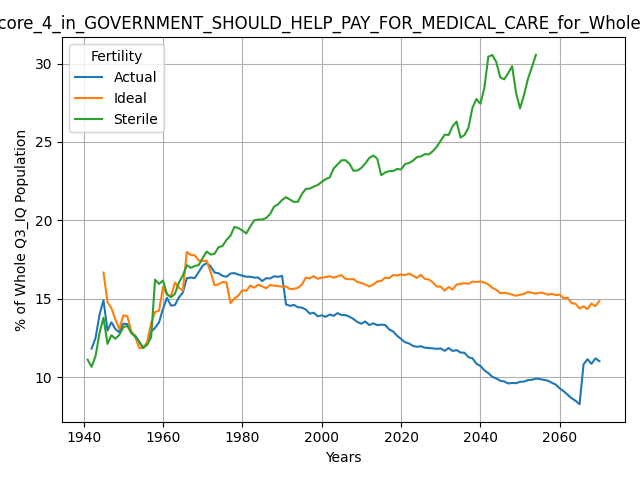 core_4_in_GOVERNMENT_SHOULD_HELP_PAY_FOR_MEDICAL_CARE_for_Whole
Fertility
Actual
Ideal
Sterile
% of Whole Q3_IQ Population
30
25
20
15
10
1940 1960 1980 2000 2020 2040 2060
Years